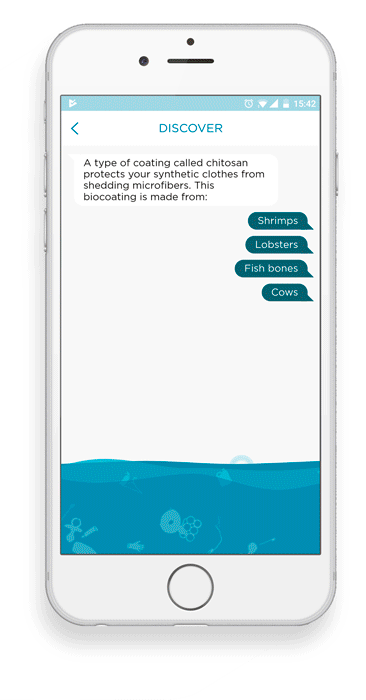 15:42
DISCOVER
A type of coating called chitosan
protects your synthetic clothes from
shedding microfibers. This
biocoating is made from:
Shrimps
Lobsters
Fish bones
Cows